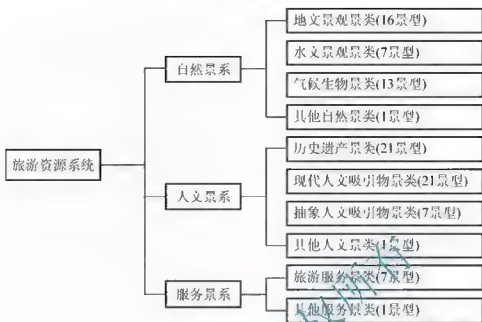 旅游资源系统
自然景系
地文景观景类(16景型)
水文景观景类(7景型)
气候生物景类(13景型)
其他自然景类(1景型)
人文景系
历史遗产景类(21景型)
现代人文吸引物景类(21景型)
抽象人文吸引物景类(7景型)
其他人文景类(1景型)
服务景系
旅游服务景类(7景型)
其他服务景类(1景型)